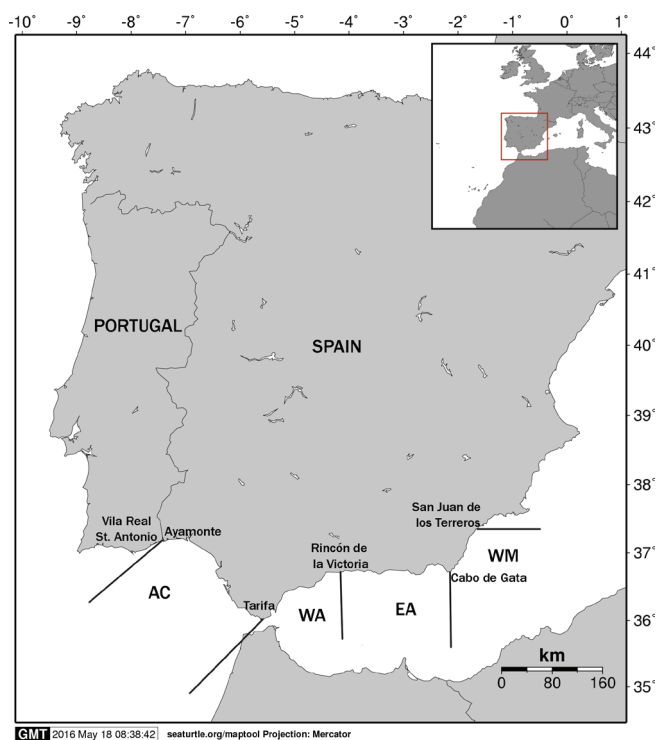 -10° -9° -8° -7° -6° -5° -4° -3° -2° -1° 0° 1°
44°
43°
42°
41°
40°
39°
38°
37°
36°
35°
PORTUGAL
SPAIN
San Juan de
los Terreros
Vila Real
St. Antonio
Ayamonte
Rincón de
la Victoria
WM
Cabo de Gata
AC
Tarifa
WA
EA
km
0 80 160
GMT 2016 May 18 08:38:42 seaturtle.org/maptool Projection: Mercator